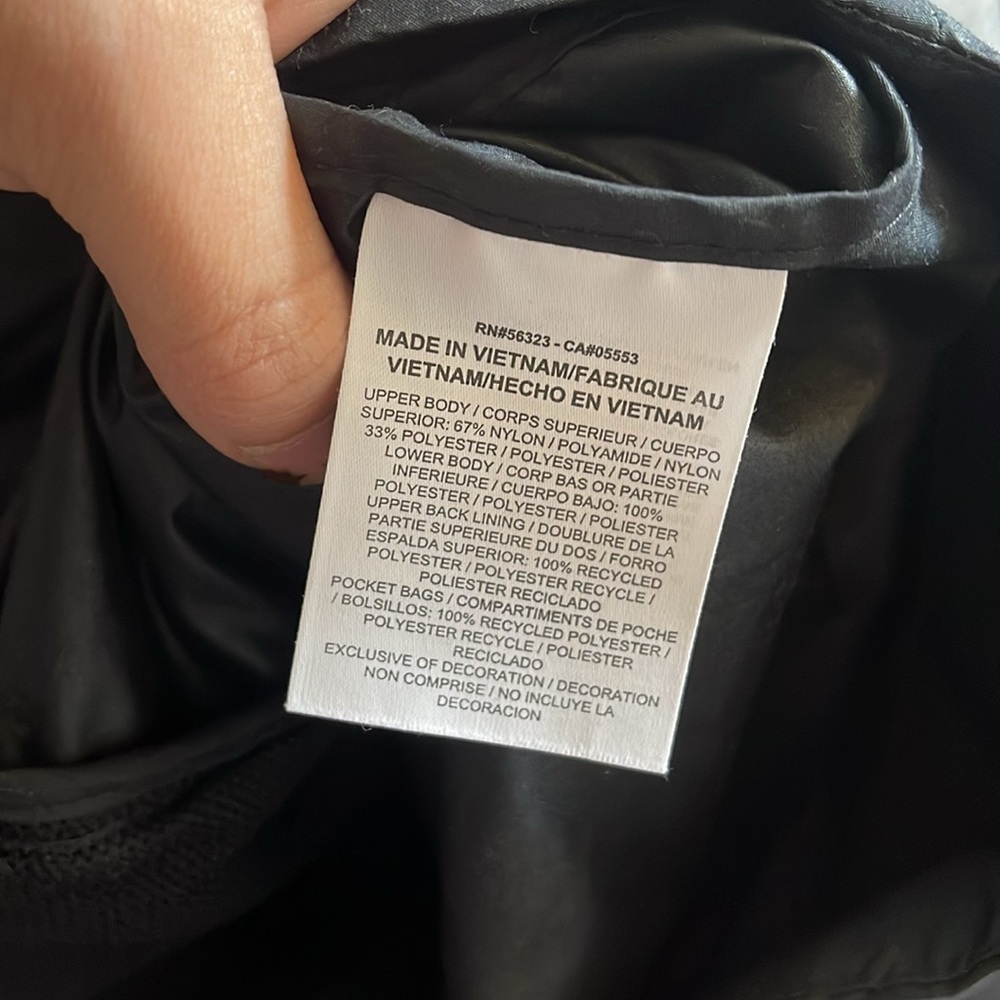 RN#56323 - CA#05553
MADE IN VIETNAM/FABRIQUE AU
VIETNAM/HECHO EN VIETNAM
UPPER BODY / CORPS SUPERIEUR / CUERPO
SUPERIOR: 67% NYLON / POLYAMIDE / NYLON
33% POLYESTER / POLYESTER / POLIESTER
LOWER BODY / CORP BAS OR PARTIE
INFERIEURE / CUERPO BAJO: 100%
POLYESTER / POLYESTER / POLIESTER
UPPER BACK LINING / DOUBLURE DE LA
PARTIE SUPERIEURE DU DOS / FORRO
ESPALDA SUPERIOR: 100% RECYCLED
POLYESTER / POLYESTER RECYCLE /
POLIESTER RECICLADO
POCKET BAGS / COMPARTIMENTS DE POCHE
/ BOLSILLOS: 100% RECYCLED POLYESTER /
POLYESTER RECYCLE / POLIESTER
RECICLADO
EXCLUSIVE OF DECORATION / DECORATION
NON COMPRISE / NO INCLUYE LA
DECORACION